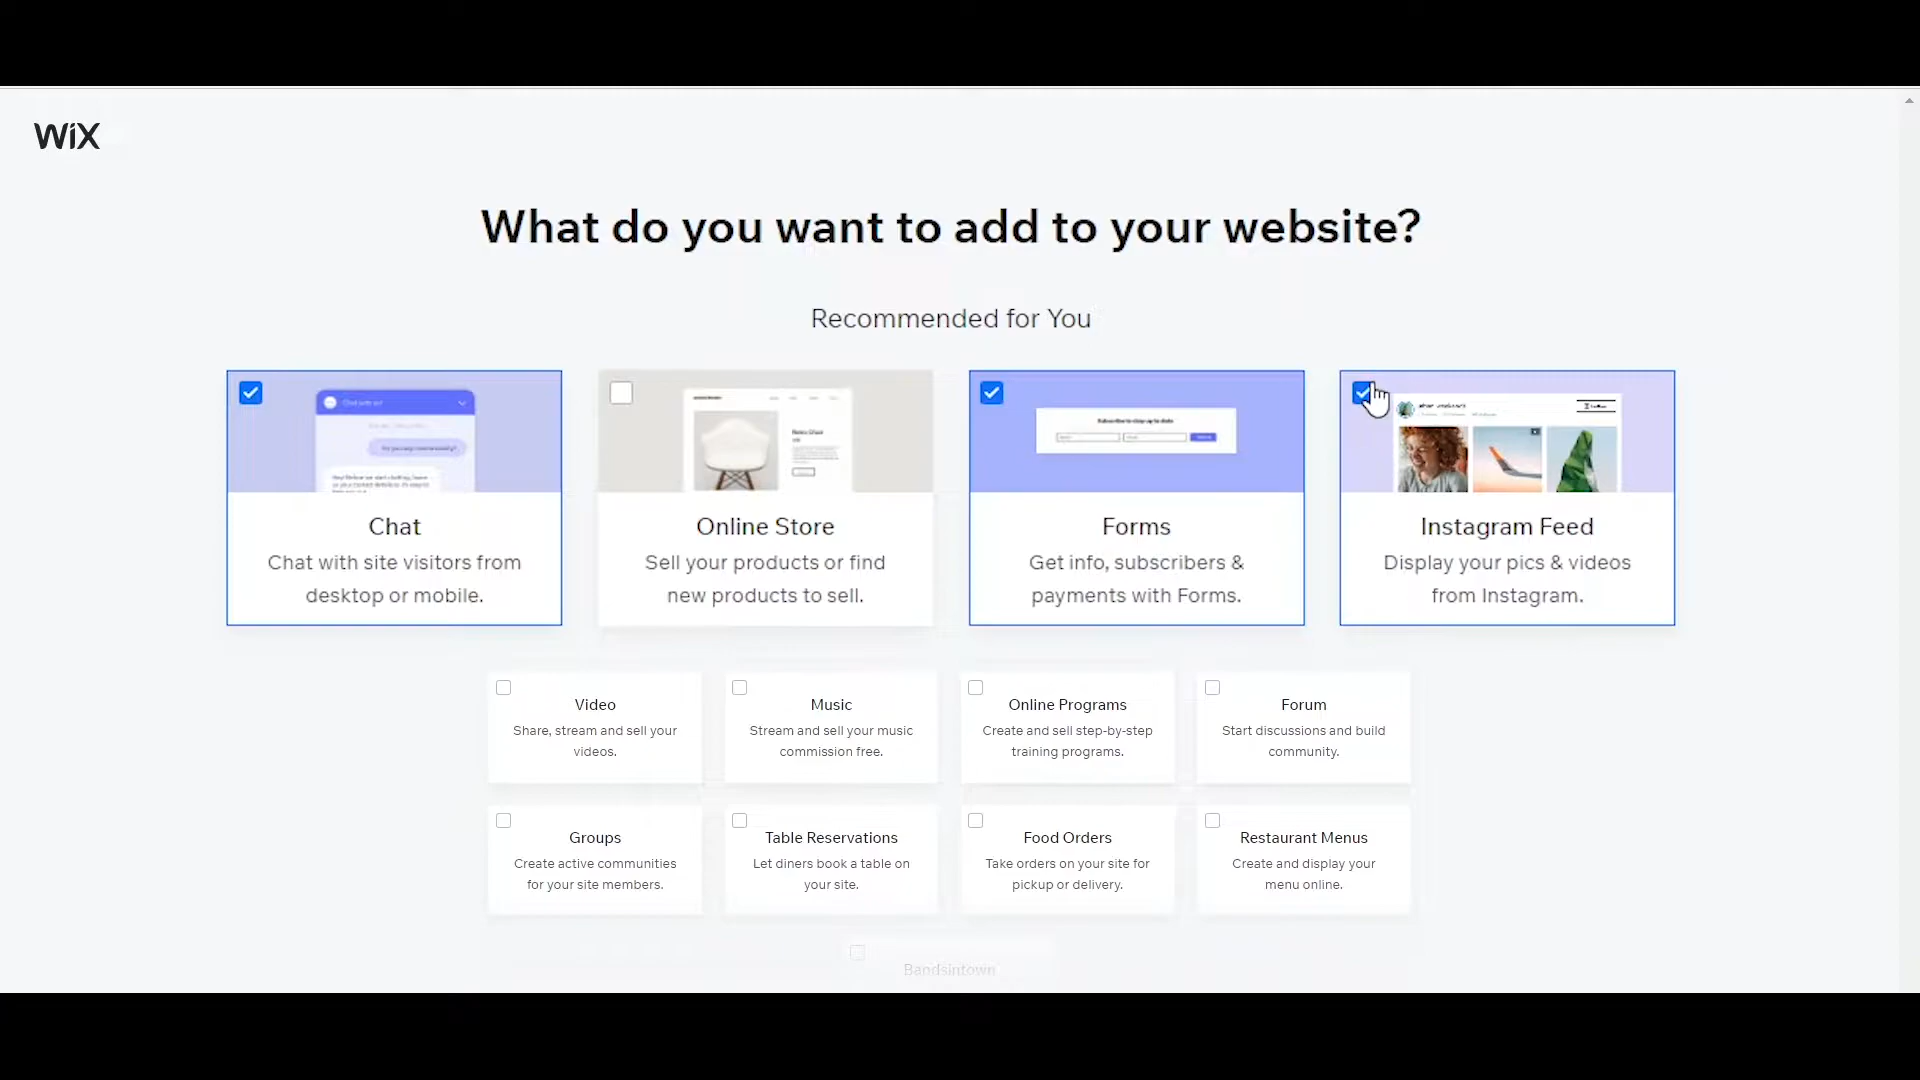 WiX
What do you want to add to your website?
Recommended for You
Chat
Chat with site visitors from
desktop or mobile.
Online Store
Sell your products or find
new products to sell.
Subscribe to stay up to date
Forms
Get info, subscribers &
payments with Forms.
Instagram Feed
Display your pics & videos
from Instagram.
Video
Share, stream and sell your
videos.
Music
Stream and sell your music
commission free.
Online Programs
Create and sell step-by-step
training programs.
Forum
Start discussions and build
community.
Groups
Create active communities
for your site members.
Table Reservations
Let diners book a table on
your site.
Food Orders
Take orders on your site for
pickup or delivery.
Restaurant Menus
Create and display your
menu online.
Bandsintown